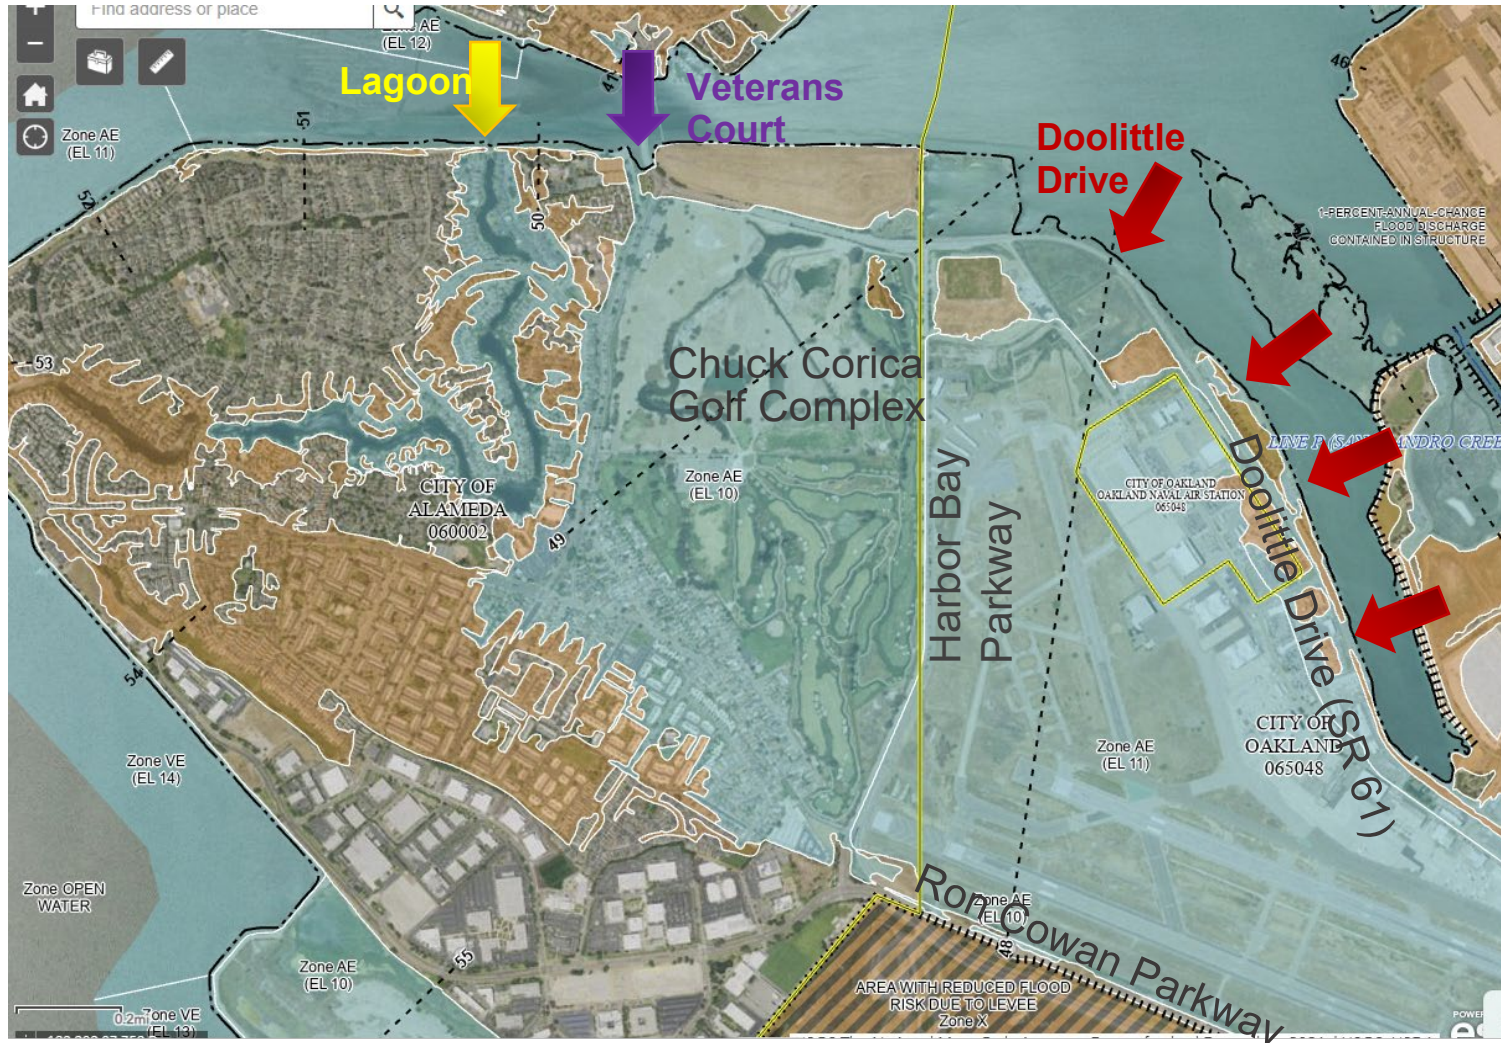 Find address or place
Zone AE
(EL 12)
46
Lagoon
41
Veterans
Court
51
Zone AE
(EL 11)
Doolittle
Drive
52
50
1-PERCENT-ANNUAL-CHANCE
FLOOD DISCHARGE
CONTAINED IN STRUCTURE
53
Chuck Corica
Golf Complex
Zone AE
(EL 10)
CITY OF
ALAMEDA
060002
49
Harbor Bay
Parkway
CITY OF OAKLAND
OAKLAND NAVAL AIR STATION
065048
Doolittle Drive (SR 61)
54
CITY OF
OAKLAND
065048
Zone AE
(EL 11)
Zone VE
(EL 14)
Zone OPEN
WATER
Ron Cowan Parkway
Zone AE
(EL 10)
48
55
Zone AE
(EL 10)
AREA WITH REDUCED FLOOD
RISK DUE TO LEVEE
Zone X
0.2mi
Zone VE
(EL 13)